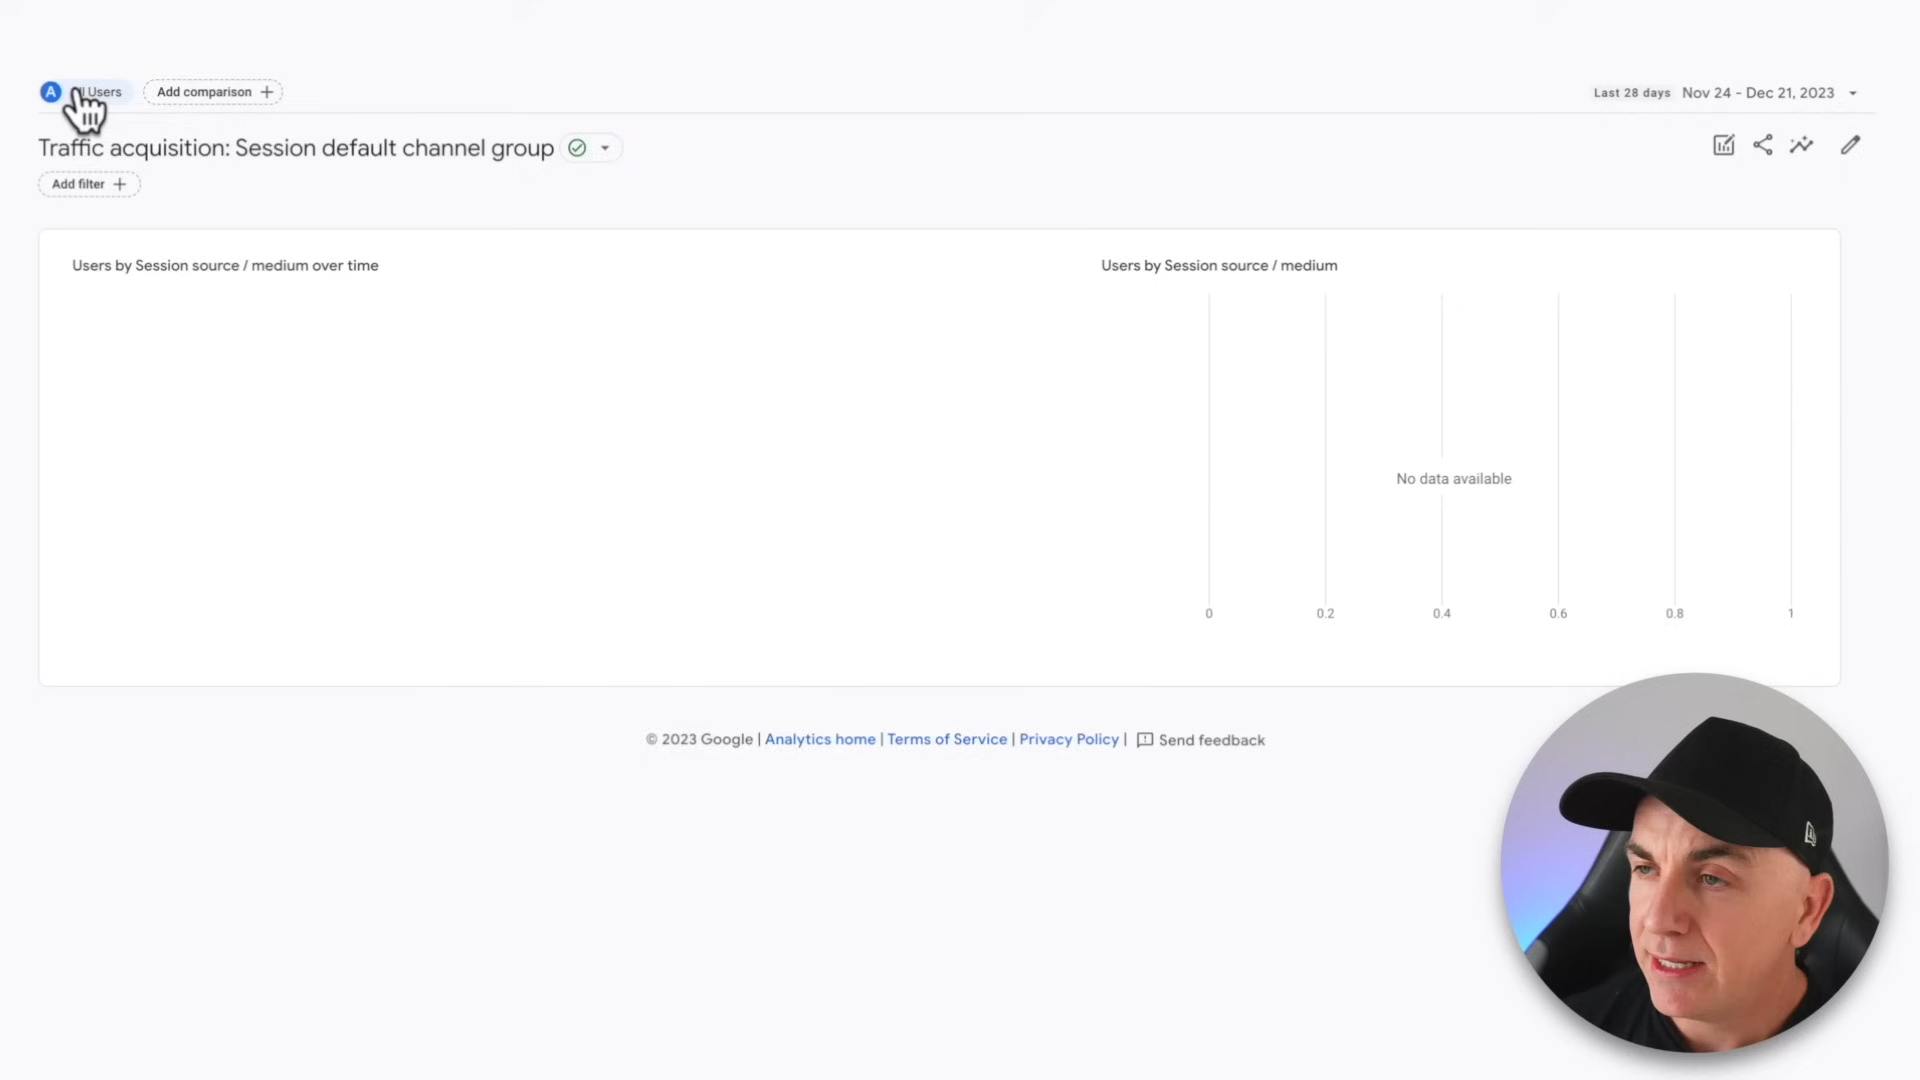 A Users Add comparison +
Last 28 days Nov 24 - Dec 21, 2023
Traffic acquisition: Session default channel group
Add filter +
Users by Session source / medium over time
Users by Session source / medium
No data available
0 0.2 0.4 0.6 0.8 1
© 2023 Google | Analytics home | Terms of Service | Privacy Policy | Send feedback